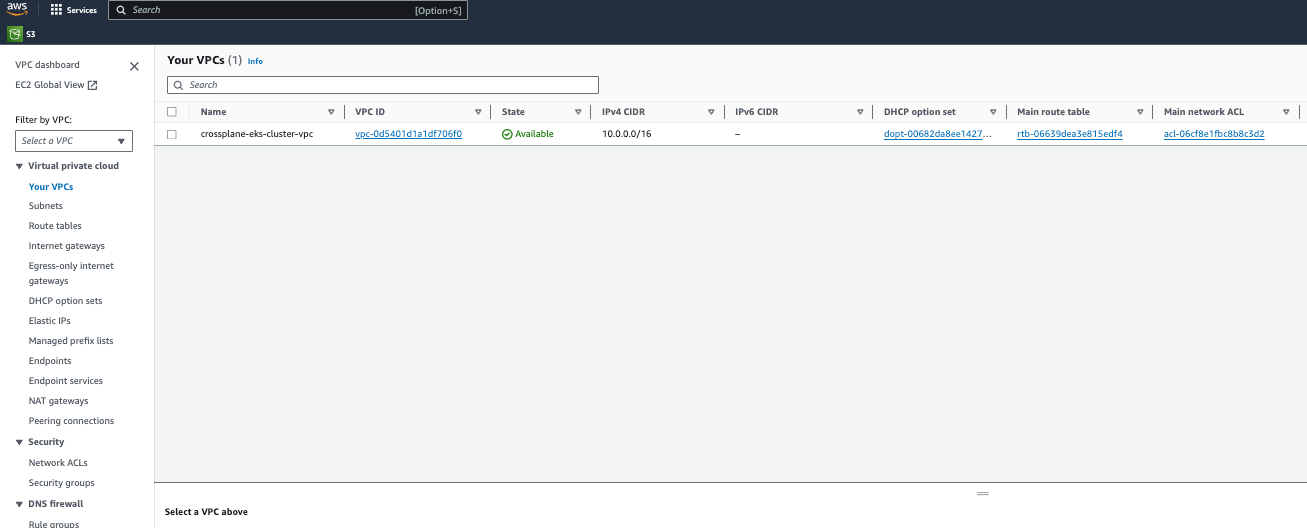 aws
Services
Search
[Option+S]
S3
VPC dashboard
EC2 Global View
Filter by VPC:
Select a VPC
Virtual private cloud
Your VPCs
Subnets
Route tables
Internet gateways
Egress-only internet
gateways
DHCP option sets
Elastic IPs
Managed prefix lists
Endpoints
Endpoint services
NAT gateways
Peering connections
Security
Network ACLs
Security groups
DNS firewall
Rule groups
Your VPCs (1) Info
Search
Name VPC ID State IPv4 CIDR IPv6 CIDR DHCP option set Main route table Main network ACL
crossplane-eks-cluster-vpc vpc-0d5401d1a1df706f0 Available 10.0.0.0/16 – dopt-00682da8ee1427... rtb-06639dea3e815edf4 acl-06cf8e1fbc8b8c3d2
Select a VPC above